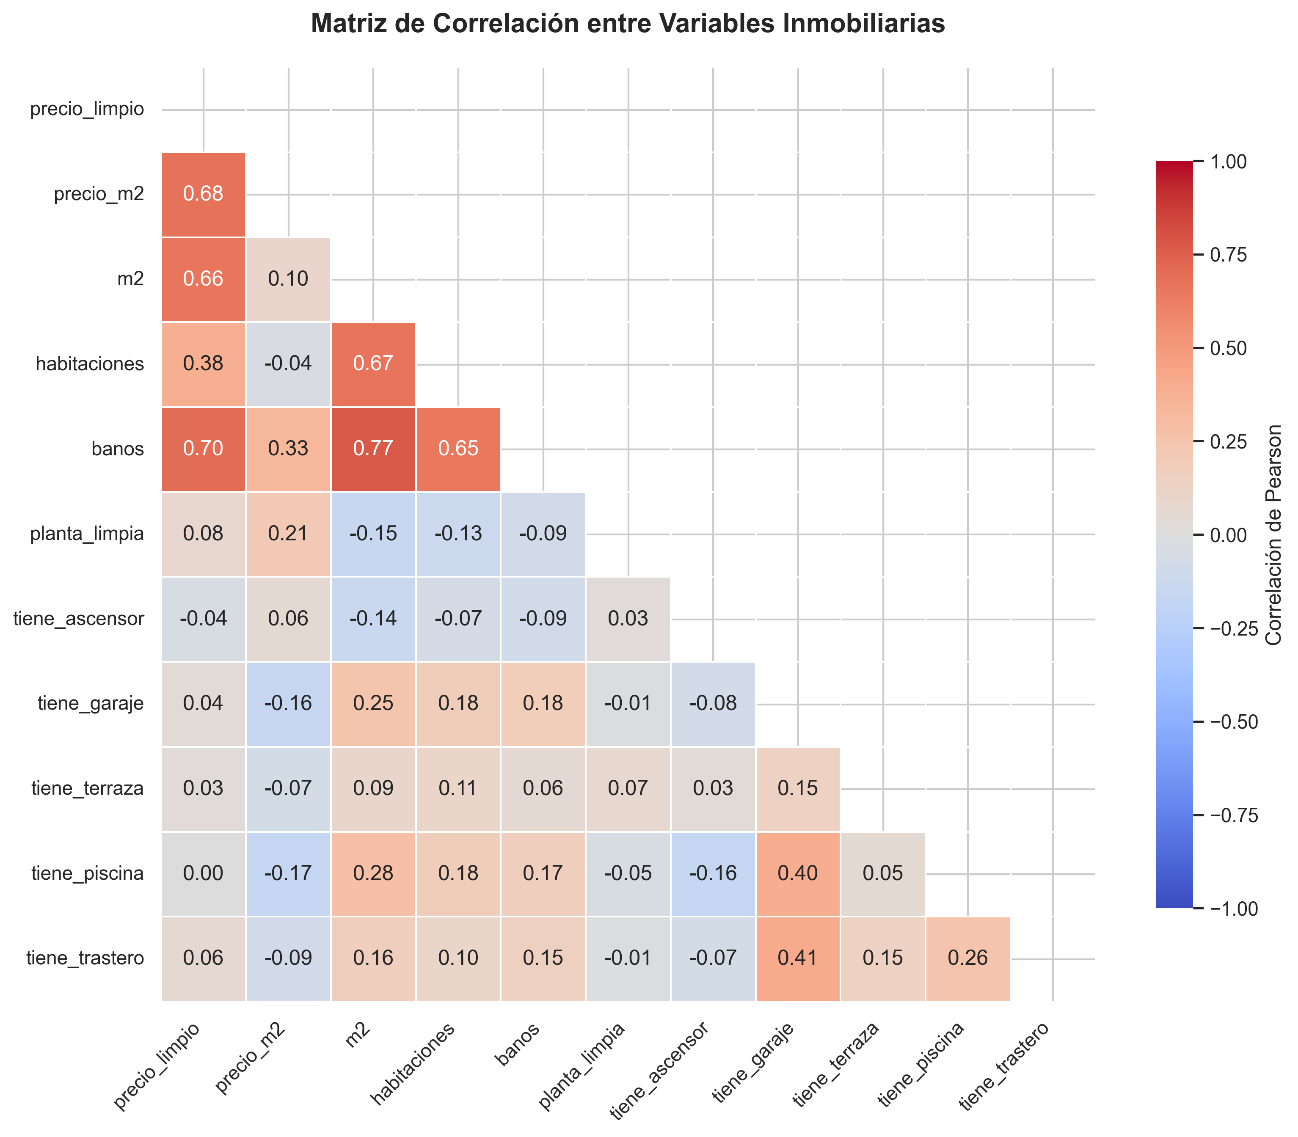 Matriz de Correlación entre Variables Inmobiliarias
precio_limpio
precio_m2 0.68
m2 0.66 0.10
habitaciones 0.38 -0.04 0.67
banos 0.70 0.33 0.77 0.65
planta_limpia 0.08 0.21 -0.15 -0.13 -0.09
tiene_ascensor -0.04 0.06 -0.14 -0.07 -0.09 0.03
tiene_garaje 0.04 -0.16 0.25 0.18 0.18 -0.01 -0.08
tiene_terraza 0.03 -0.07 0.09 0.11 0.06 0.07 0.03 0.15
tiene_piscina 0.00 -0.17 0.28 0.18 0.17 -0.05 -0.16 0.40 0.05
tiene_trastero 0.06 -0.09 0.16 0.10 0.15 -0.01 -0.07 0.41 0.15 0.26
precio_limpio
precio_m2
m2
habitaciones
banos
planta_limpia
tiene_ascensor
tiene_garaje
tiene_terraza
tiene_piscina
tiene_trastero
1.00
0.75
0.50
0.25
0.00
−0.25
−0.50
−0.75
−1.00
Correlación de Pearson